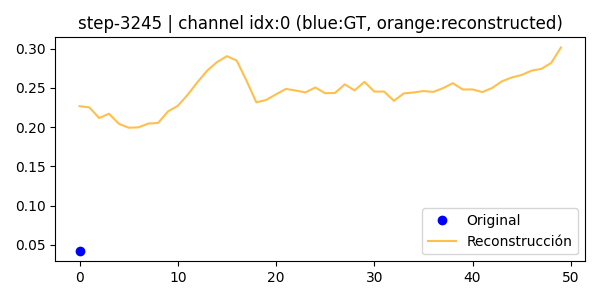 step-3245 | channel idx:0 (blue:GT, orange:reconstructed)
0.30
0.25
0.20
0.15
0.10
0.05
Original
Reconstrucción
0 10 20 30 40 50